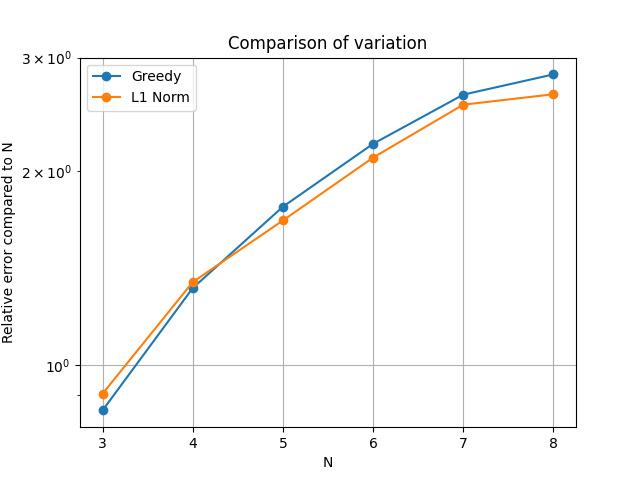 Comparison of variation
3 × 10⁰
2 × 10⁰
10⁰
Relative error compared to N
Greedy
L1 Norm
3 4 5 6 7 8
N